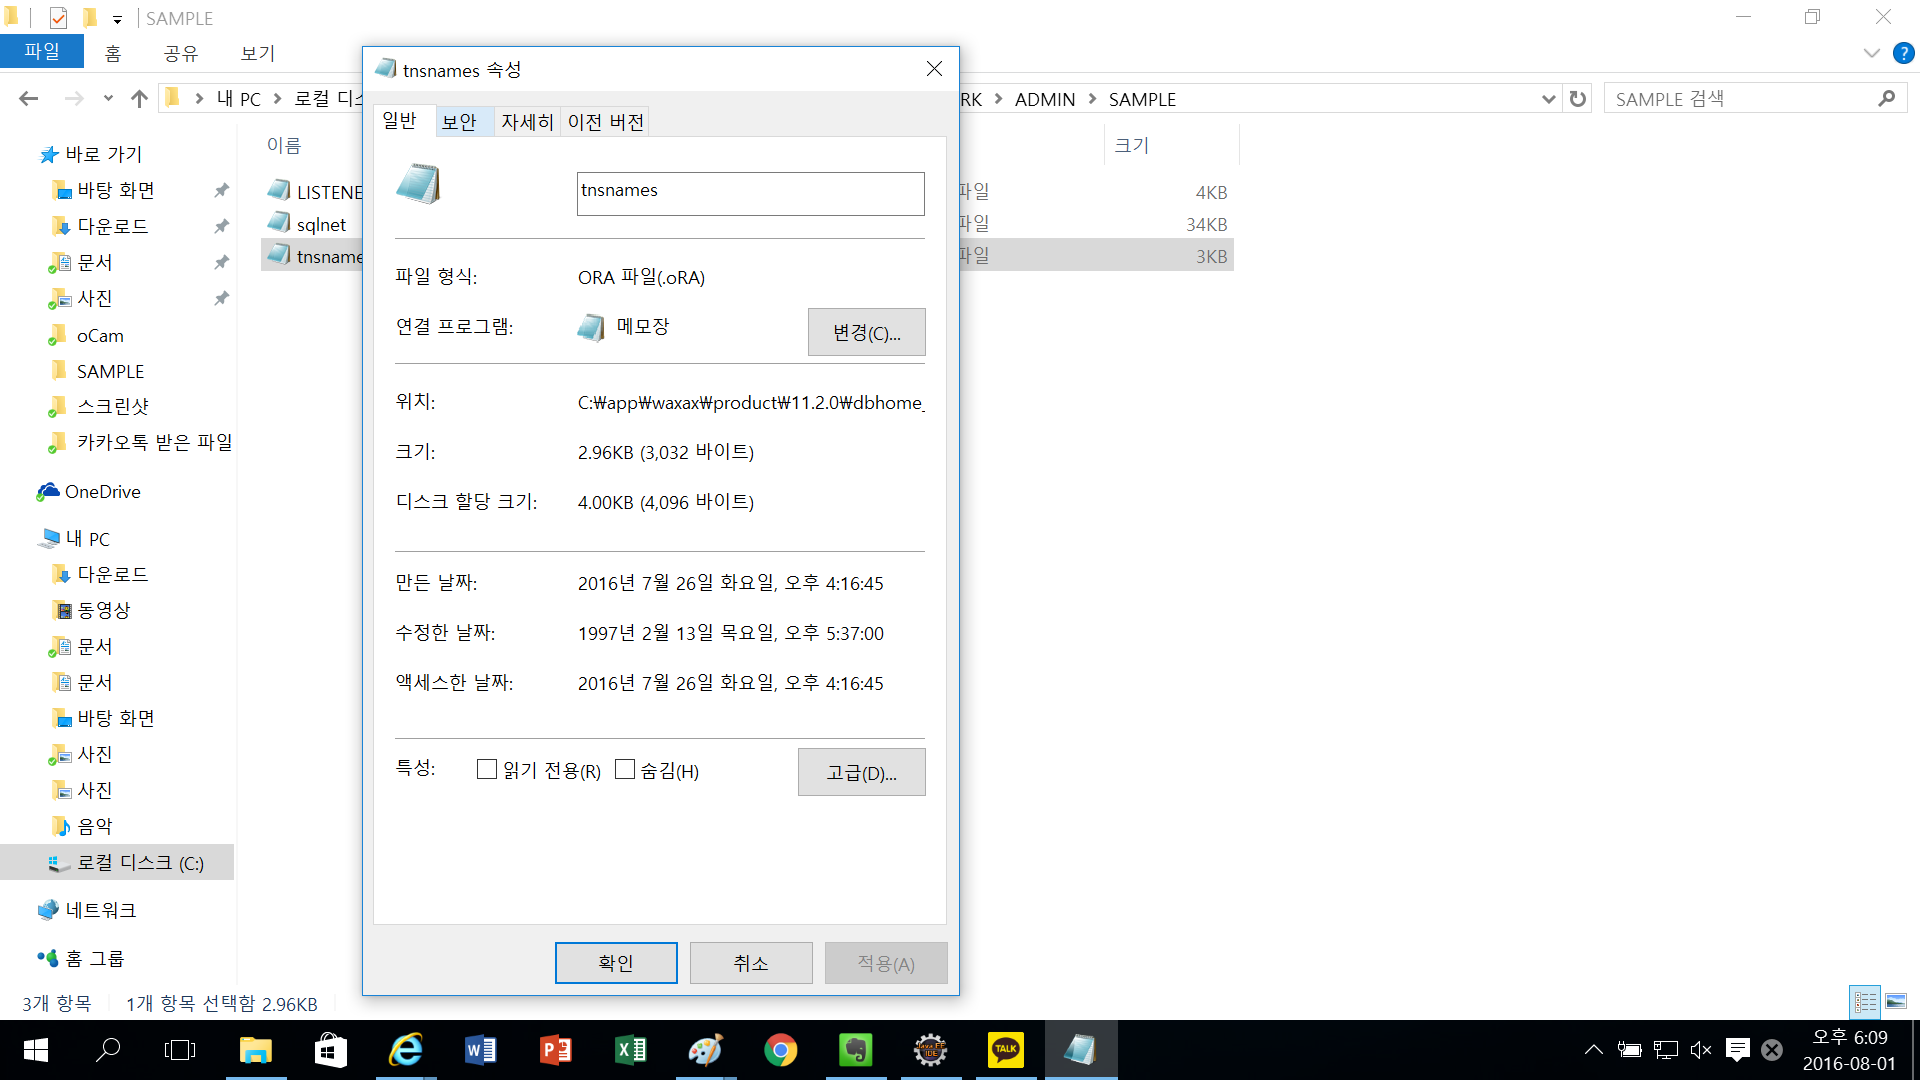 SAMPLE
파일
홈
공유
보기
내 PC
로컬 디스
RK
ADMIN
SAMPLE
SAMPLE 검색
바로 가기
바탕 화면
다운로드
문서
사진
oCam
SAMPLE
스크린샷
카카오톡 받은 파일
OneDrive
내 PC
다운로드
동영상
문서
문서
바탕 화면
사진
사진
음악
로컬 디스크 (C:)
네트워크
홈 그룹
이름
크기
LISTENE
파일
4KB
sqlnet
파일
34KB
tnsname
파일
3KB
tnsnames 속성
일반
보안
자세히
이전 버전
tnsnames
파일 형식:
ORA 파일(.oRA)
연결 프로그램:
메모장
변경(C)...
위치:
C:₩app₩waxax₩product₩11.2.0₩dbhome_
크기:
2.96KB (3,032 바이트)
디스크 할당 크기:
4.00KB (4,096 바이트)
만든 날짜:
2016년 7월 26일 화요일, 오후 4:16:45
수정한 날짜:
1997년 2월 13일 목요일, 오후 5:37:00
액세스한 날짜:
2016년 7월 26일 화요일, 오후 4:16:45
특성:
읽기 전용(R)
숨김(H)
고급(D)...
확인
취소
적용(A)
3개 항목
1개 항목 선택함 2.96KB
Java EE
IDE
TALK
오후 6:09
2016-08-01